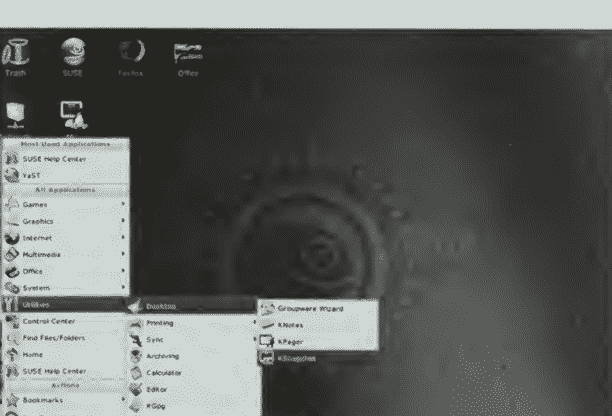 Trash SUSE Firefox Office
Most Used Applications
SUSE Help Center
YaST
All Applications
Games
Graphics
Internet
Multimedia
Office
System
Utilities
Desktop
Groupware Wizard
Control Center
Printing
KNotes
Find Files/Folders
Sync
KPager
Home
Archiving
KSnapshot
SUSE Help Center
Calculator
Actions
Editor
Bookmarks
KGpg